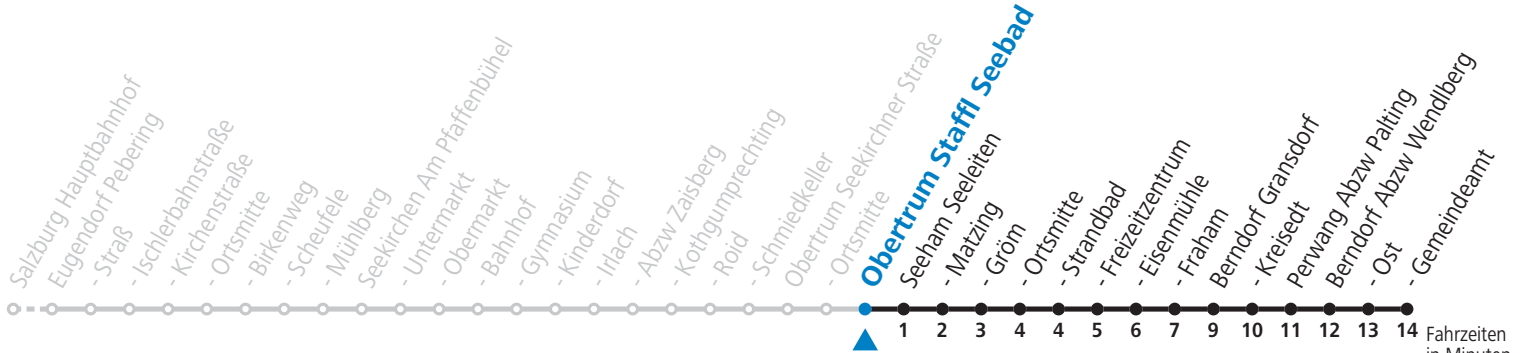 Salzburg Hauptbahnhof
Eugendorf Pebering
- Straß
- Ischlerbahnstraße
- Kirchenstraße
- Ortsmitte
- Birkenweg
- Scheufele
- Mühlberg
Seekirchen Am Pfaffenbühel
- Untermarkt
- Obermarkt
- Bahnhof
- Gymnasium
- Kinderdorf
- Irlach
- Abzw Zaisberg
- Kothgumprechting
- Roid
- Schmiedkeller
Obertrum Seekirchner Straße
- Ortsmitte
Obertrum Staffl Seebad
Seeham Seeleiten
- Matzing
- Gröm
- Ortsmitte
- Strandbad
- Freizeitzentrum
- Eisenmühle
- Fraham
Berndorf Gransdorf
- Kreisedt
Perwang Abzw Palting
Berndorf Abzw Wendlberg
- Ost
- Gemeindeamt
1 2 3 4 4 5 6 7 9 10 11 12 13 14 Fahrzeiten
in Minuten